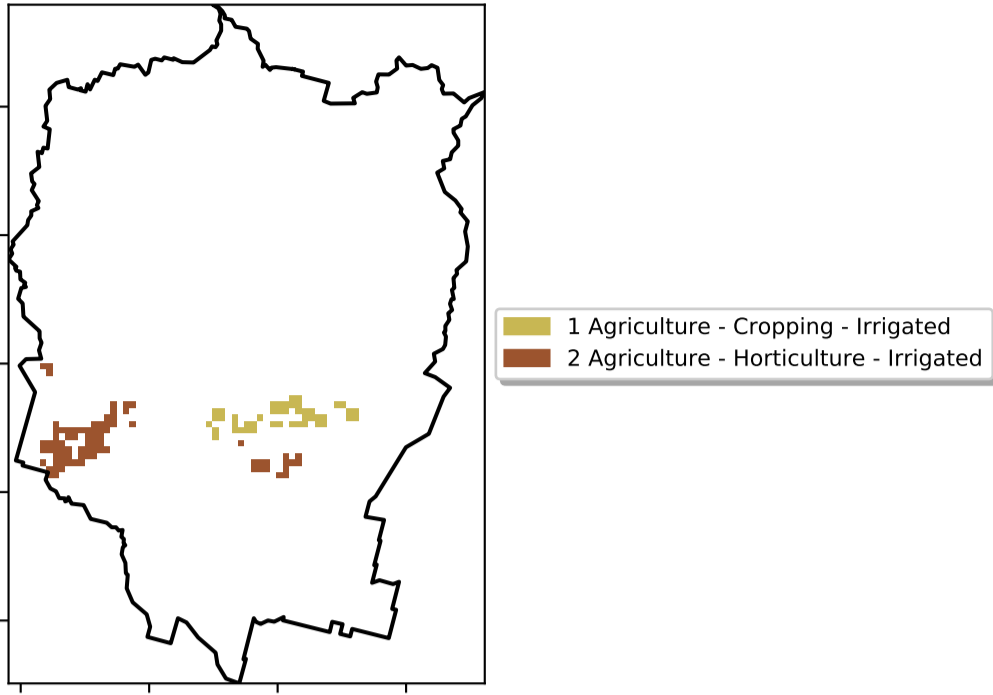 1 Agriculture - Cropping - Irrigated
2 Agriculture - Horticulture - Irrigated